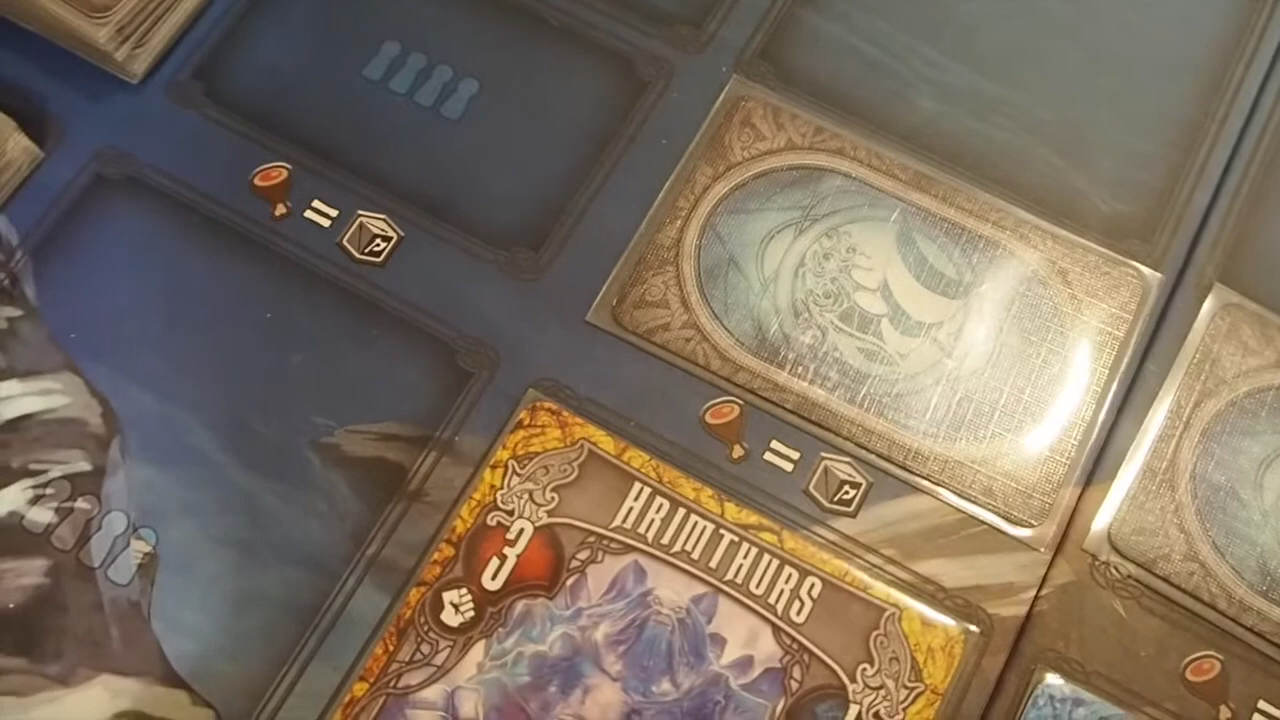 =
=
HRIMTHURS
3